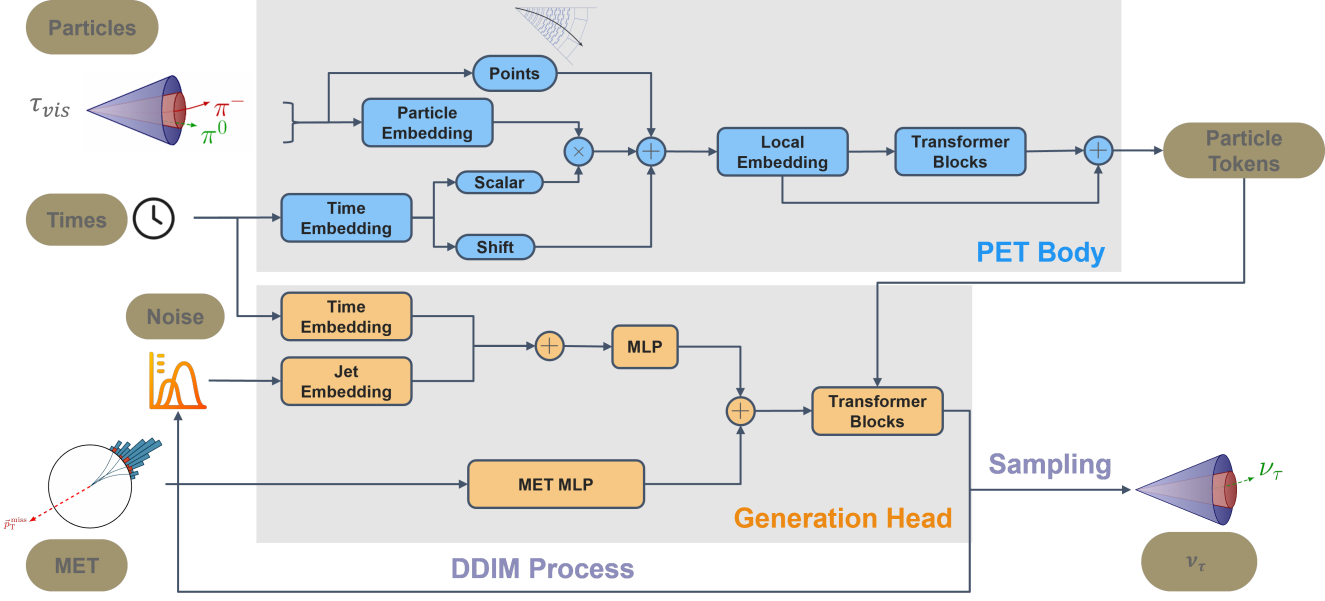 Particles
τvis
π⁻
π⁰
Points
Particle
Embedding
×
+
Scalar
Shift
Times
Time
Embedding
Local
Embedding
Transformer
Blocks
+
Particle
Tokens
PET Body
Noise
Time
Embedding
Jet
Embedding
+
MLP
+
Transformer
Blocks
MET MLP
Generation Head
p⃗ᵀmiss
MET
DDIM Process
Sampling
ντ
ντ